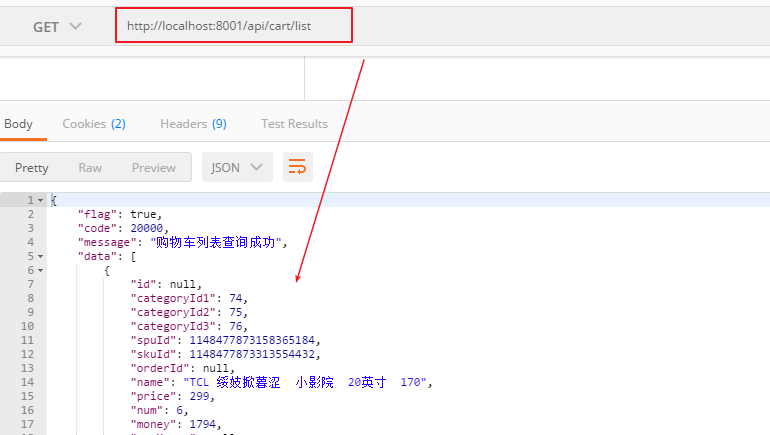 GET http://localhost:8001/api/cart/list
Body Cookies (2) Headers (9) Test Results
Pretty Raw Preview JSON
1 {
2 "flag": true,
3 "code": 20000,
4 "message": "购物车列表查询成功",
5 "data": [
6 {
7 "id": null,
8 "categoryId1": 74,
9 "categoryId2": 75,
10 "categoryId3": 76,
11 "spuId": 1148477873158365184,
12 "skuId": 1148477873313554432,
13 "orderId": null,
14 "name": "TCL 绥妓掀暮涩 小影院 20英寸 170",
15 "price": 299,
16 "num": 6,
17 "money": 1794,